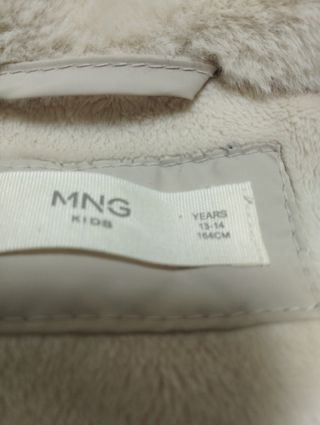 MNG
KIDS
YEARS
13-14
164CM